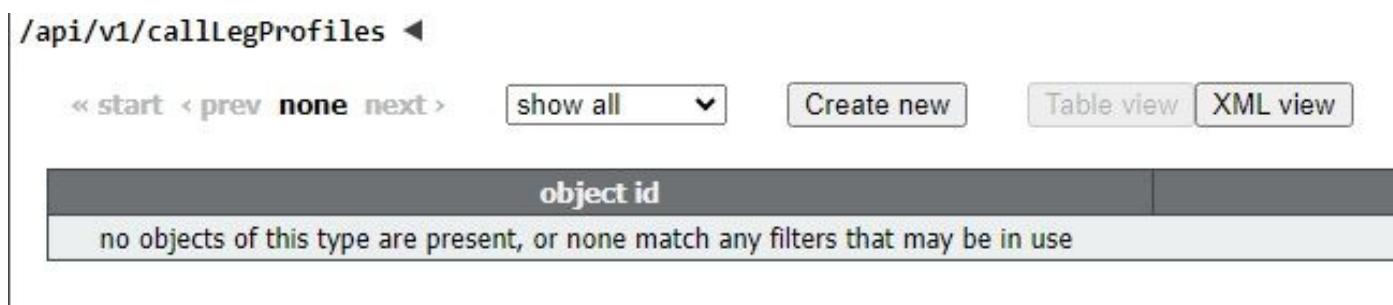 /api/v1/callLegProfiles ◄
« start ‹ prev none next › show all Create new Table view XML view
object id
no objects of this type are present, or none match any filters that may be in use